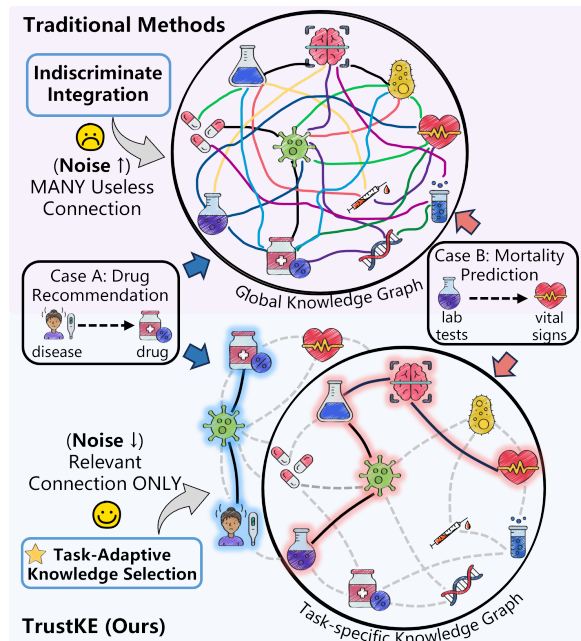 Traditional Methods
Indiscriminate
Integration
(Noise ↑)
MANY Useless
Connection
Global Knowledge Graph
Case A: Drug
Recommendation
disease
drug
Case B: Mortality
Prediction
lab
tests
vital
signs
(Noise ↓)
Relevant
Connection ONLY
Task-Adaptive
Knowledge Selection
Task-specific Knowledge Graph
TrustKE (Ours)